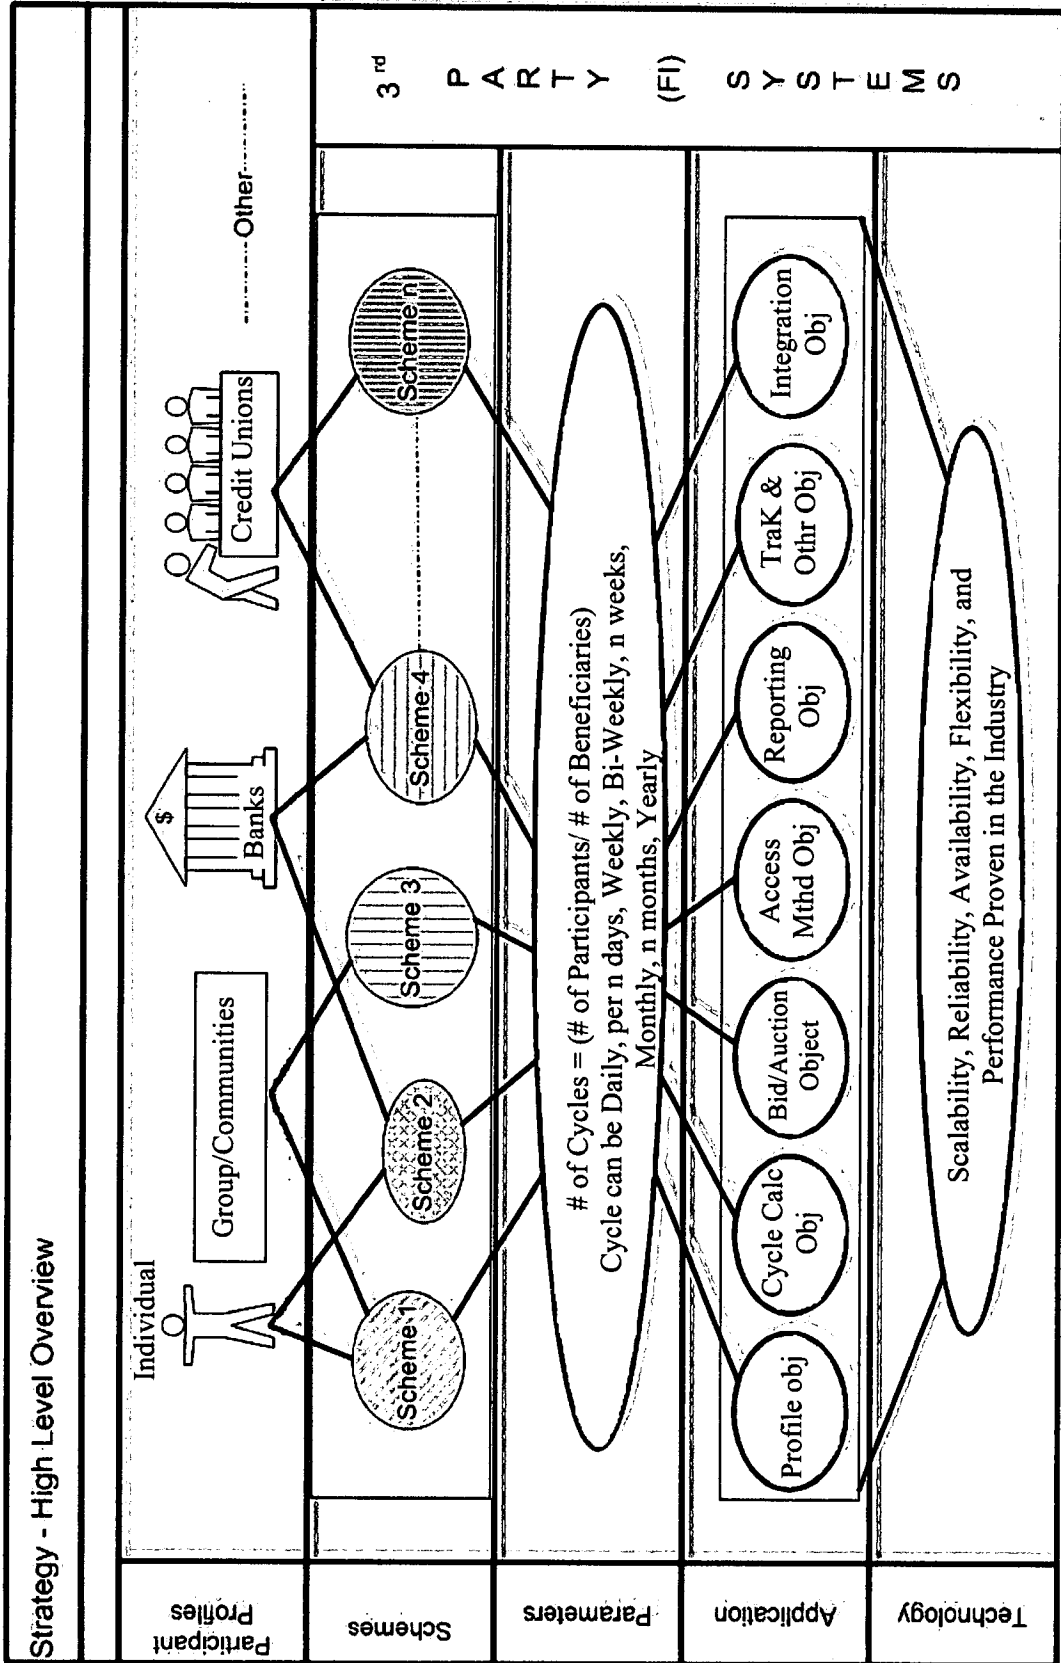 Strategy - High Level Overview
Participant
Profiles
Individual
Group/Communities
$
Banks
Credit Unions
Other
Schemes
Scheme 1
Scheme 2
Scheme 3
Scheme 4
Scheme n
Parameters
# of Cycles = (# of Participants/ # of Beneficiaries)
Cycle can be Daily, per n days, Weekly, Bi-Weekly, n weeks,
Monthly, n months, Yearly
Application
Profile obj
Cycle Calc
Obj
Bid/Auction
Object
Access
Mthd Obj
Reporting
Obj
TraK &
Othr Obj
Integration
Obj
Technology
Scalability, Reliability, Availability, Flexibility, and
Performance Proven in the Industry
3 rd
P
A
R
T
Y
(FI)
S
Y
S
T
E
M
S